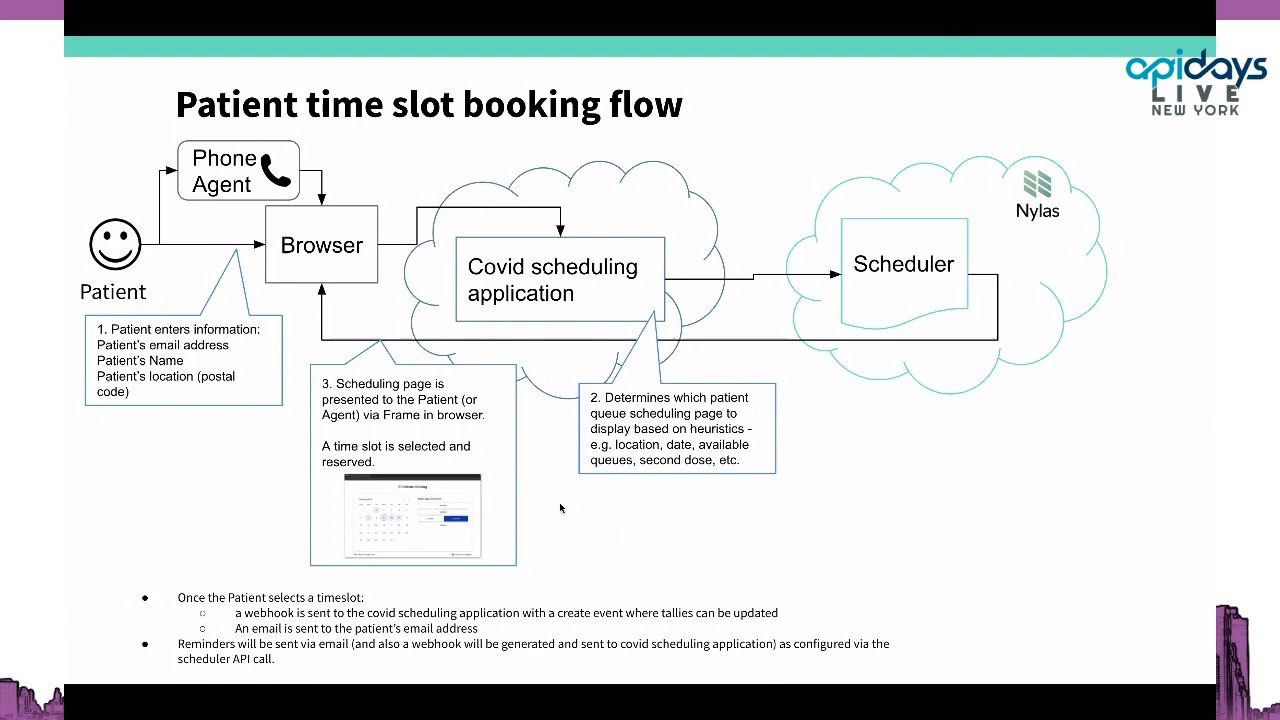 apidays
LIVE
NEW YORK
Patient time slot booking flow
Phone
Agent
Nylas
Browser
Covid scheduling
application
Scheduler
Patient
1. Patient enters information:
Patient's email address
Patient's Name
Patient's location (postal
code)
3. Scheduling page is
presented to the Patient (or
Agent) via Frame in browser.
A time slot is selected and
reserved.
2. Determines which patient
queue scheduling page to
display based on heuristics -
e.g. location, date, available
queues, second dose, etc.
● Once the Patient selects a timeslot:
○ a webhook is sent to the covid scheduling application with a create event where tallies can be updated
○ An email is sent to the patient's email address
● Reminders will be sent via email (and also a webhook will be generated and sent to covid scheduling application) as configured via the
scheduler API call.